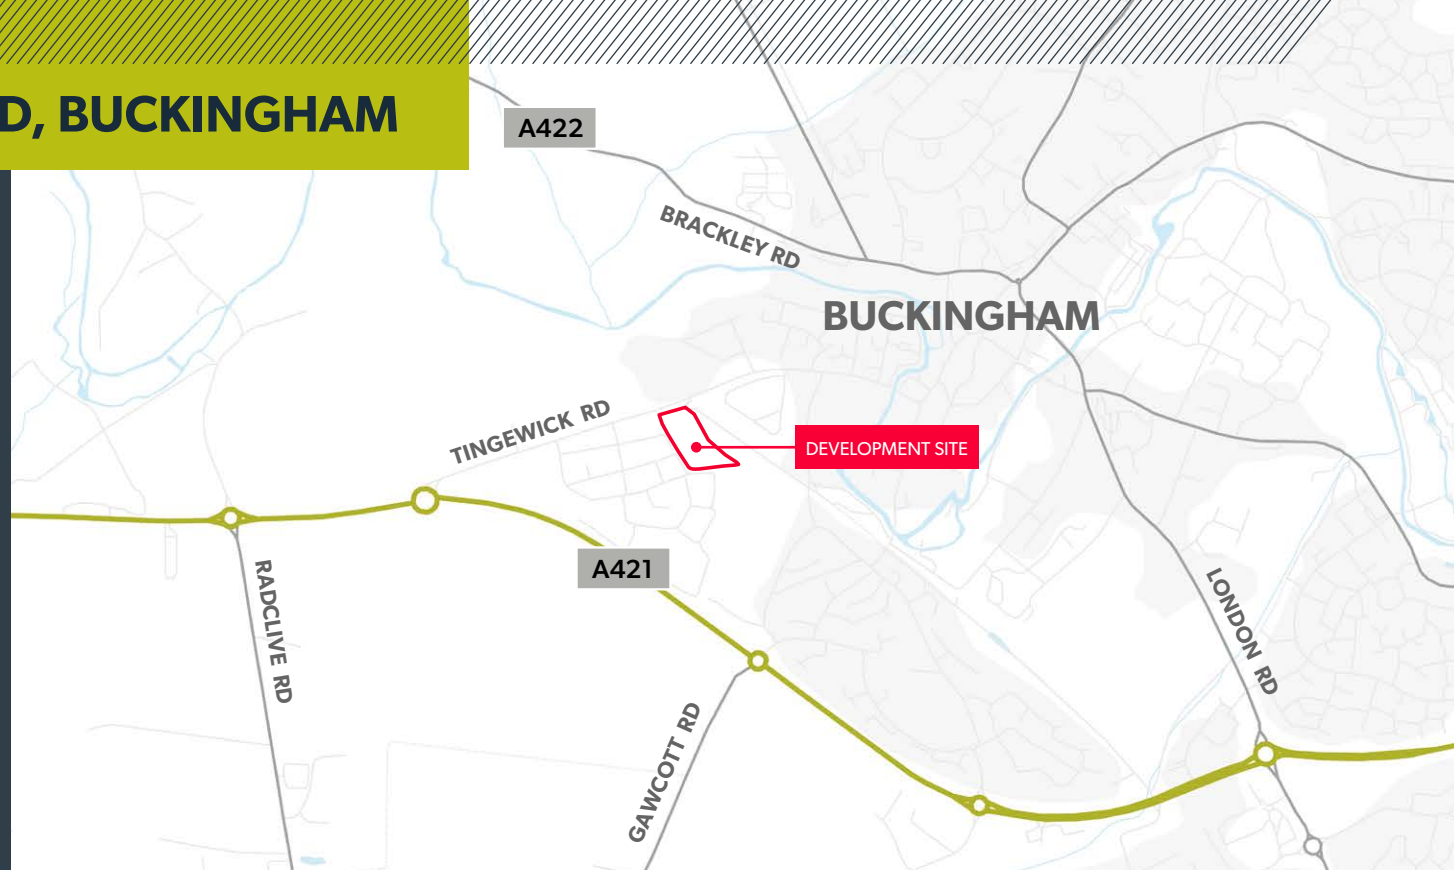 D, BUCKINGHAM
A422
BRACKLEY RD
BUCKINGHAM
TINGEWICK RD
DEVELOPMENT SITE
A421
RADCLIVE RD
LONDON RD
GAWCOTT RD